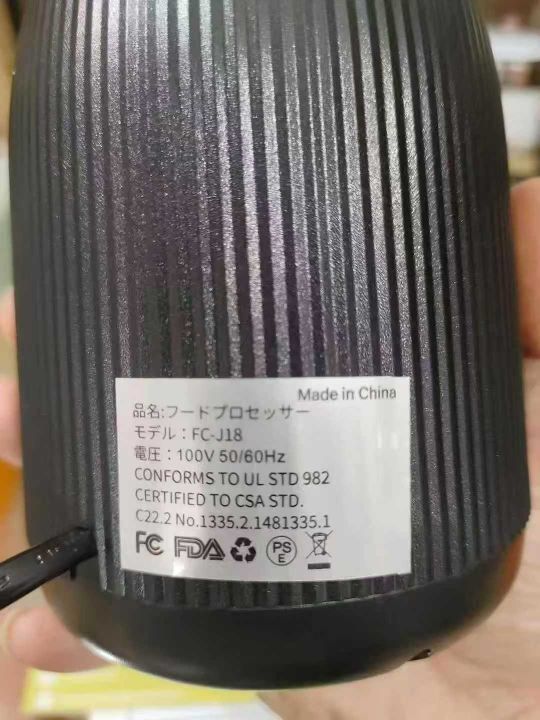 Made in China
品名:フードプロセッサー
モデル：FC-J18
電圧：100V 50/60Hz
CONFORMS TO UL STD 982
CERTIFIED TO CSA STD.
C22.2 No.1335.2.1481335.1
FC FDA PSE